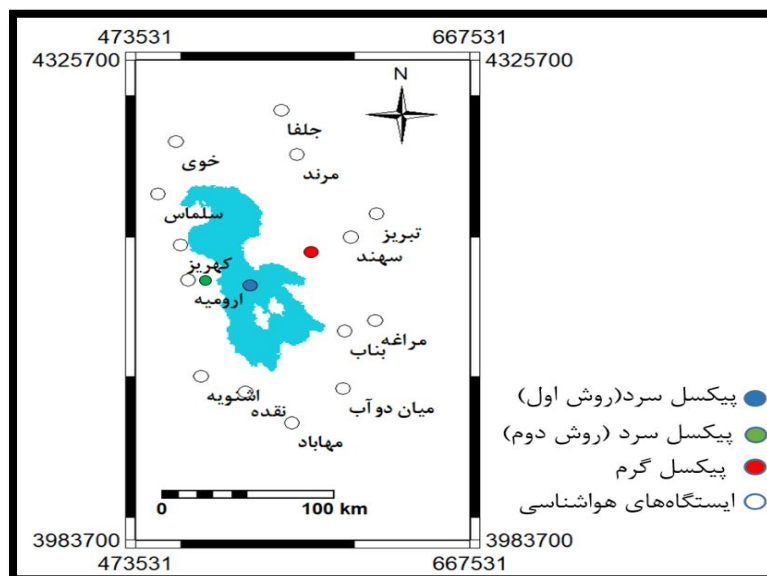 473531 667531
4325700 4325700
N
جلفا
خوی
مرند
سلماس
تبریز
سهند
کهریز
ارومیه
مراغه
بناب
اشنویه
میان دو آب
نقده
مهاباد
پیکسل سرد(روش اول)
پیکسل سرد (روش دوم)
پیکسل گرم
ایستگاه‌های هواشناسی
0 100 km
3983700 3983700
473531 667531